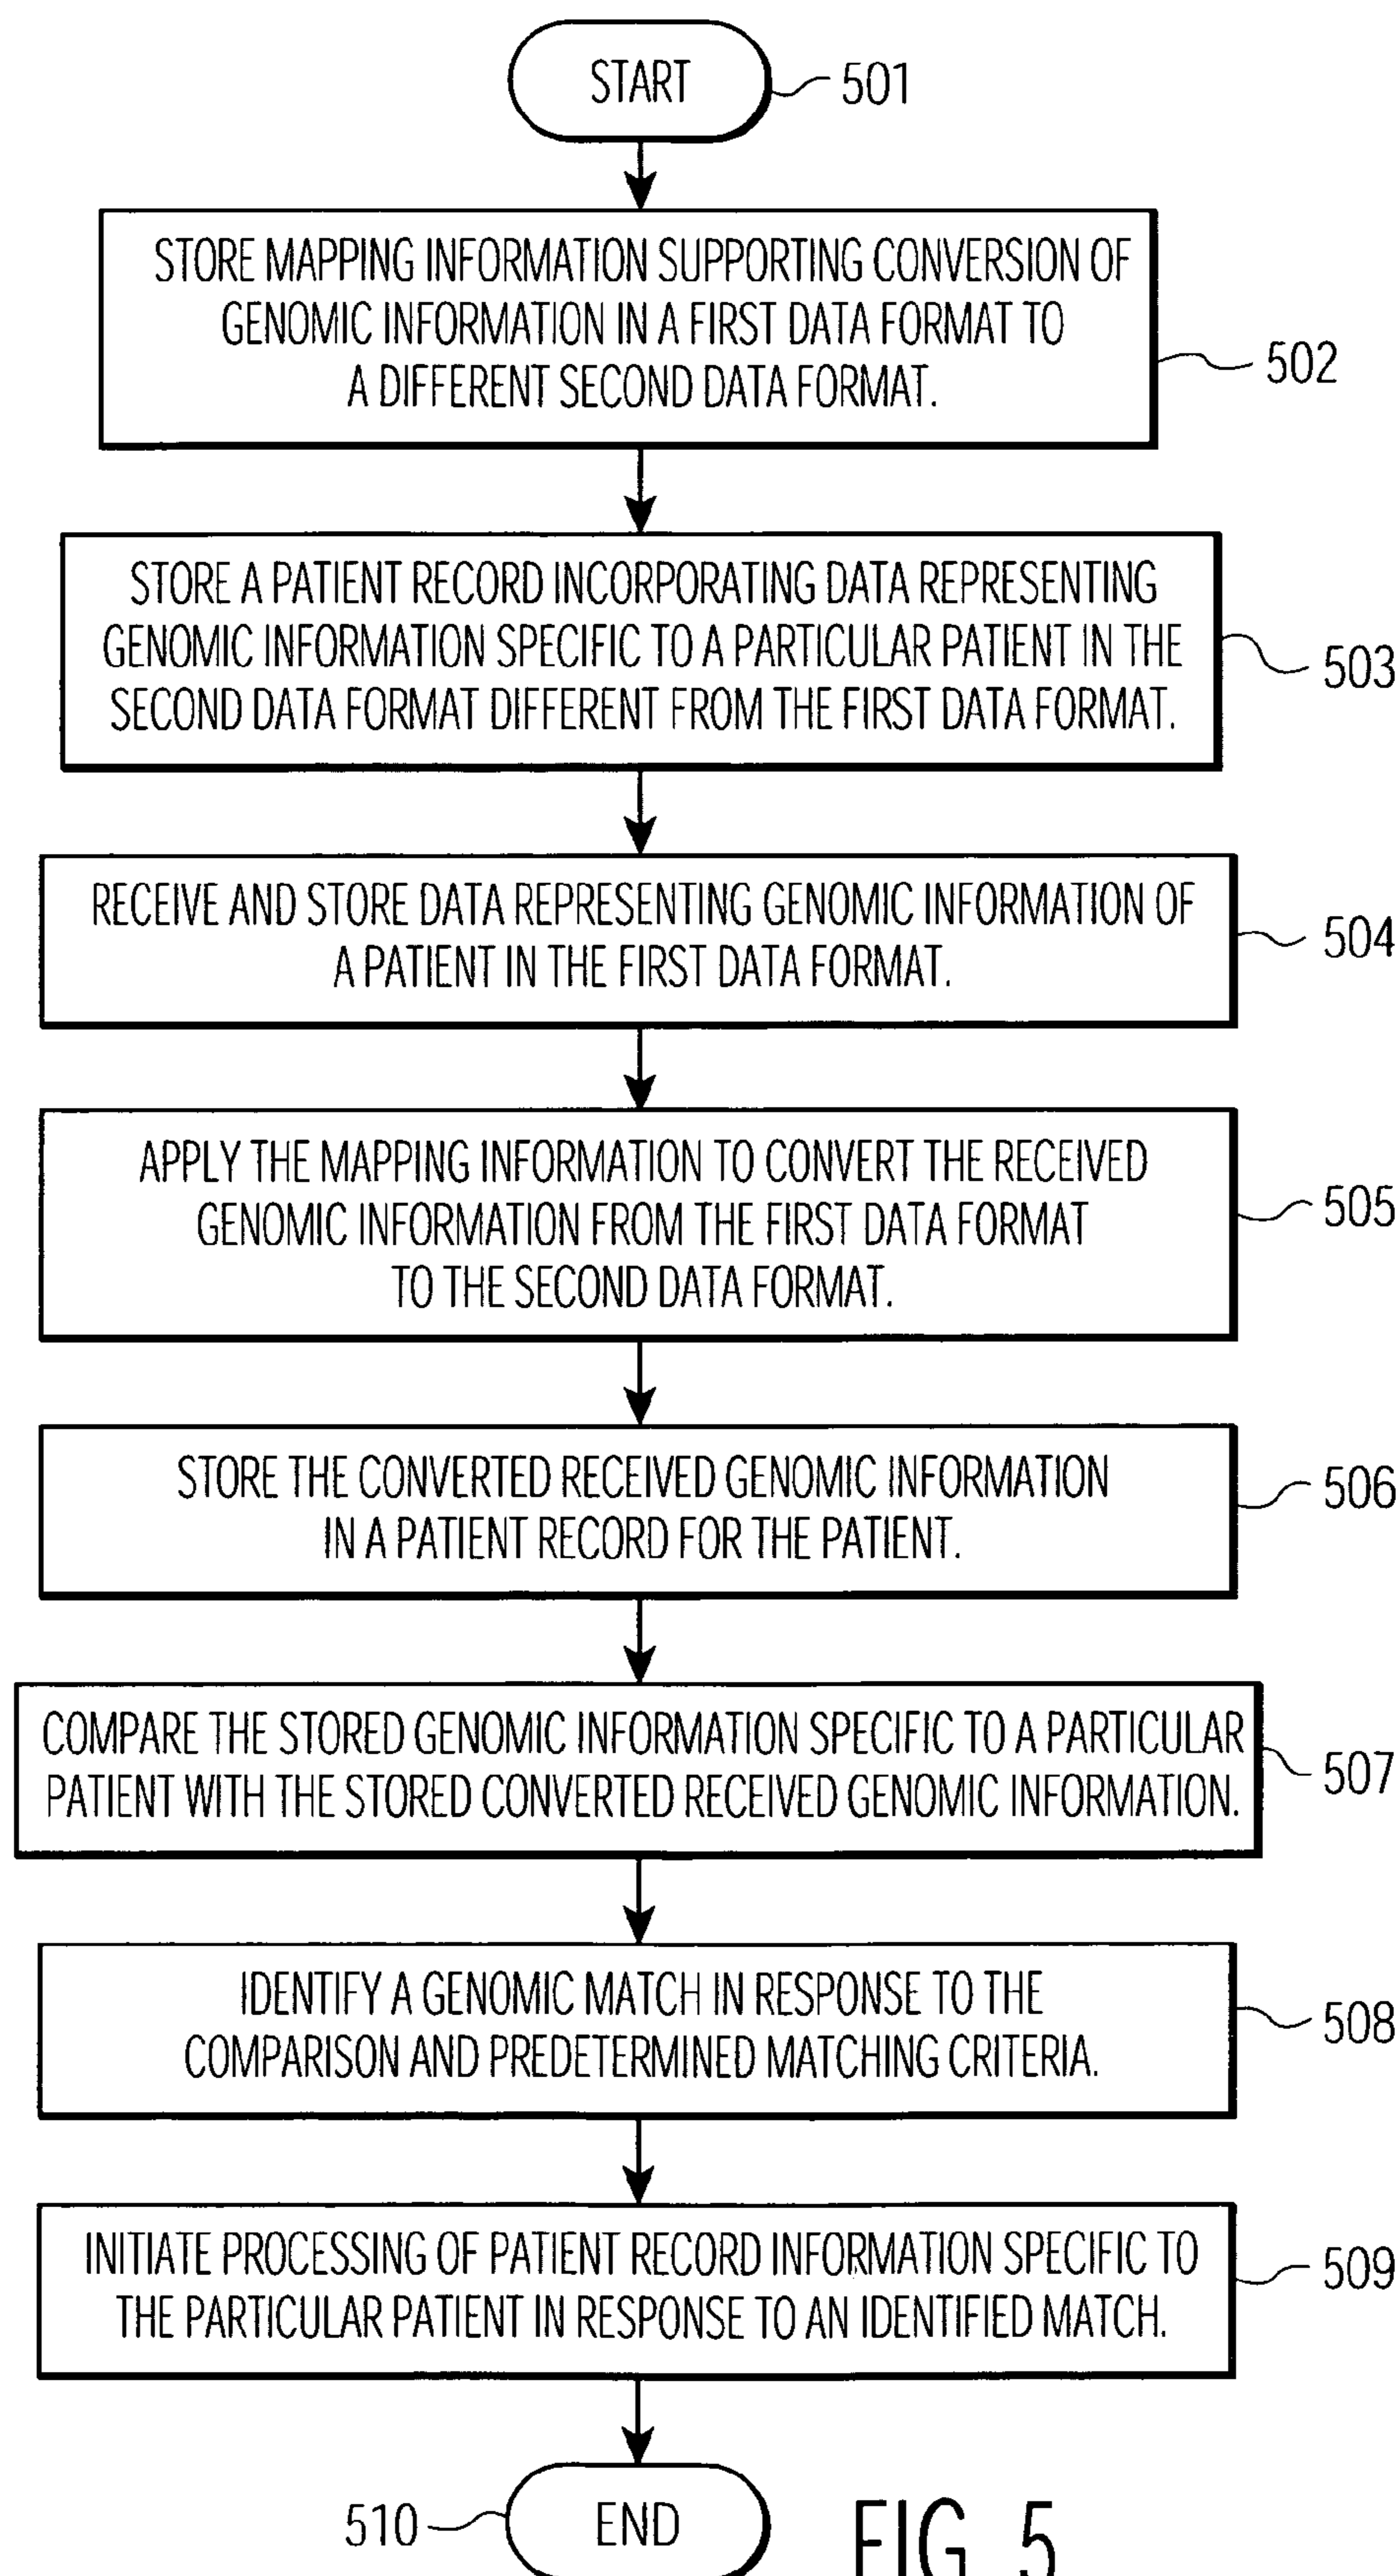 START
501
STORE MAPPING INFORMATION SUPPORTING CONVERSION OF
GENOMIC INFORMATION IN A FIRST DATA FORMAT TO
A DIFFERENT SECOND DATA FORMAT.
502
STORE A PATIENT RECORD INCORPORATING DATA REPRESENTING
GENOMIC INFORMATION SPECIFIC TO A PARTICULAR PATIENT IN THE
SECOND DATA FORMAT DIFFERENT FROM THE FIRST DATA FORMAT.
503
RECEIVE AND STORE DATA REPRESENTING GENOMIC INFORMATION OF
A PATIENT IN THE FIRST DATA FORMAT.
504
APPLY THE MAPPING INFORMATION TO CONVERT THE RECEIVED
GENOMIC INFORMATION FROM THE FIRST DATA FORMAT
TO THE SECOND DATA FORMAT.
505
STORE THE CONVERTED RECEIVED GENOMIC INFORMATION
IN A PATIENT RECORD FOR THE PATIENT.
506
COMPARE THE STORED GENOMIC INFORMATION SPECIFIC TO A PARTICULAR
PATIENT WITH THE STORED CONVERTED RECEIVED GENOMIC INFORMATION.
507
IDENTIFY A GENOMIC MATCH IN RESPONSE TO THE
COMPARISON AND PREDETERMINED MATCHING CRITERIA.
508
INITIATE PROCESSING OF PATIENT RECORD INFORMATION SPECIFIC TO
THE PARTICULAR PATIENT IN RESPONSE TO AN IDENTIFIED MATCH.
509
510
END
FIG. 5